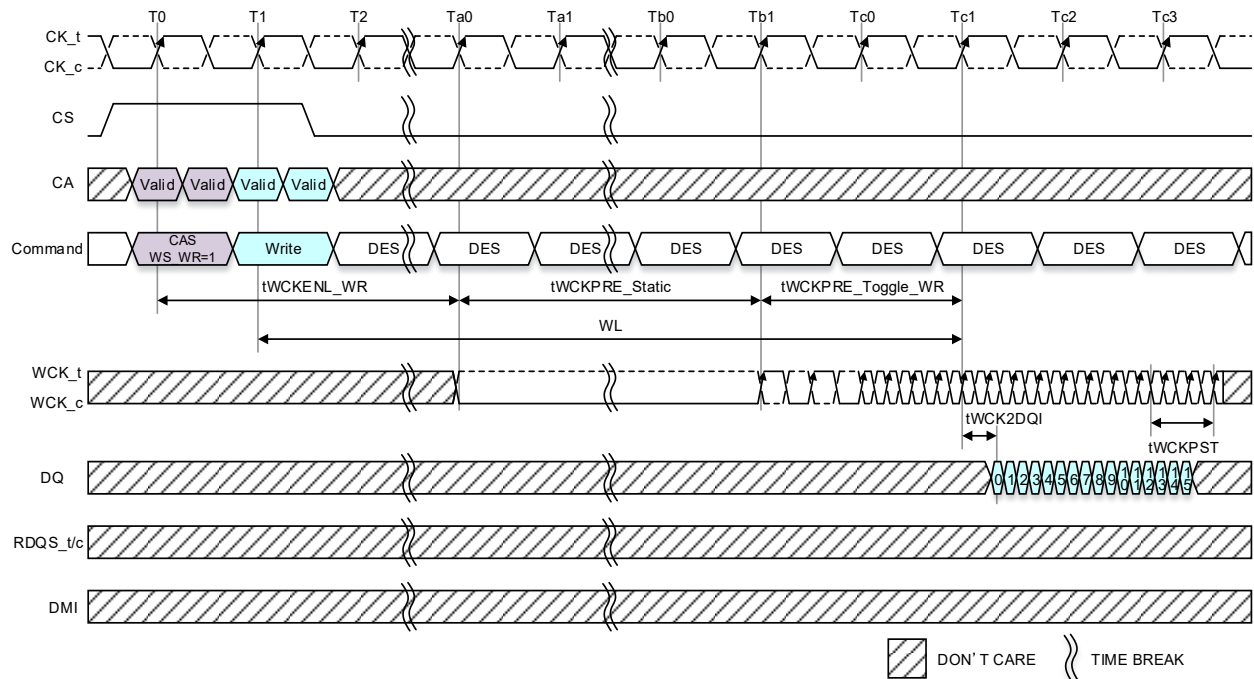 T0 T1 T2 Ta0 Ta1 Tb0 Tb1 Tc0 Tc1 Tc2 Tc3
CK_t
CK_c
CS
CA Valid Valid Valid Valid
Command CAS WS_WR=1 Write DES DES DES DES DES DES DES DES DES
tWCKENL_WR tWCKPRE_Static tWCKPRE_Toggle_WR
WL
WCK_t
WCK_c
tWCK2DQI
tWCKPST
DQ 0 1 2 3 4 5 6 7 8 9 10 11 12 13 14 15
RDQS_t/c
DMI
DON'T CARE TIME BREAK